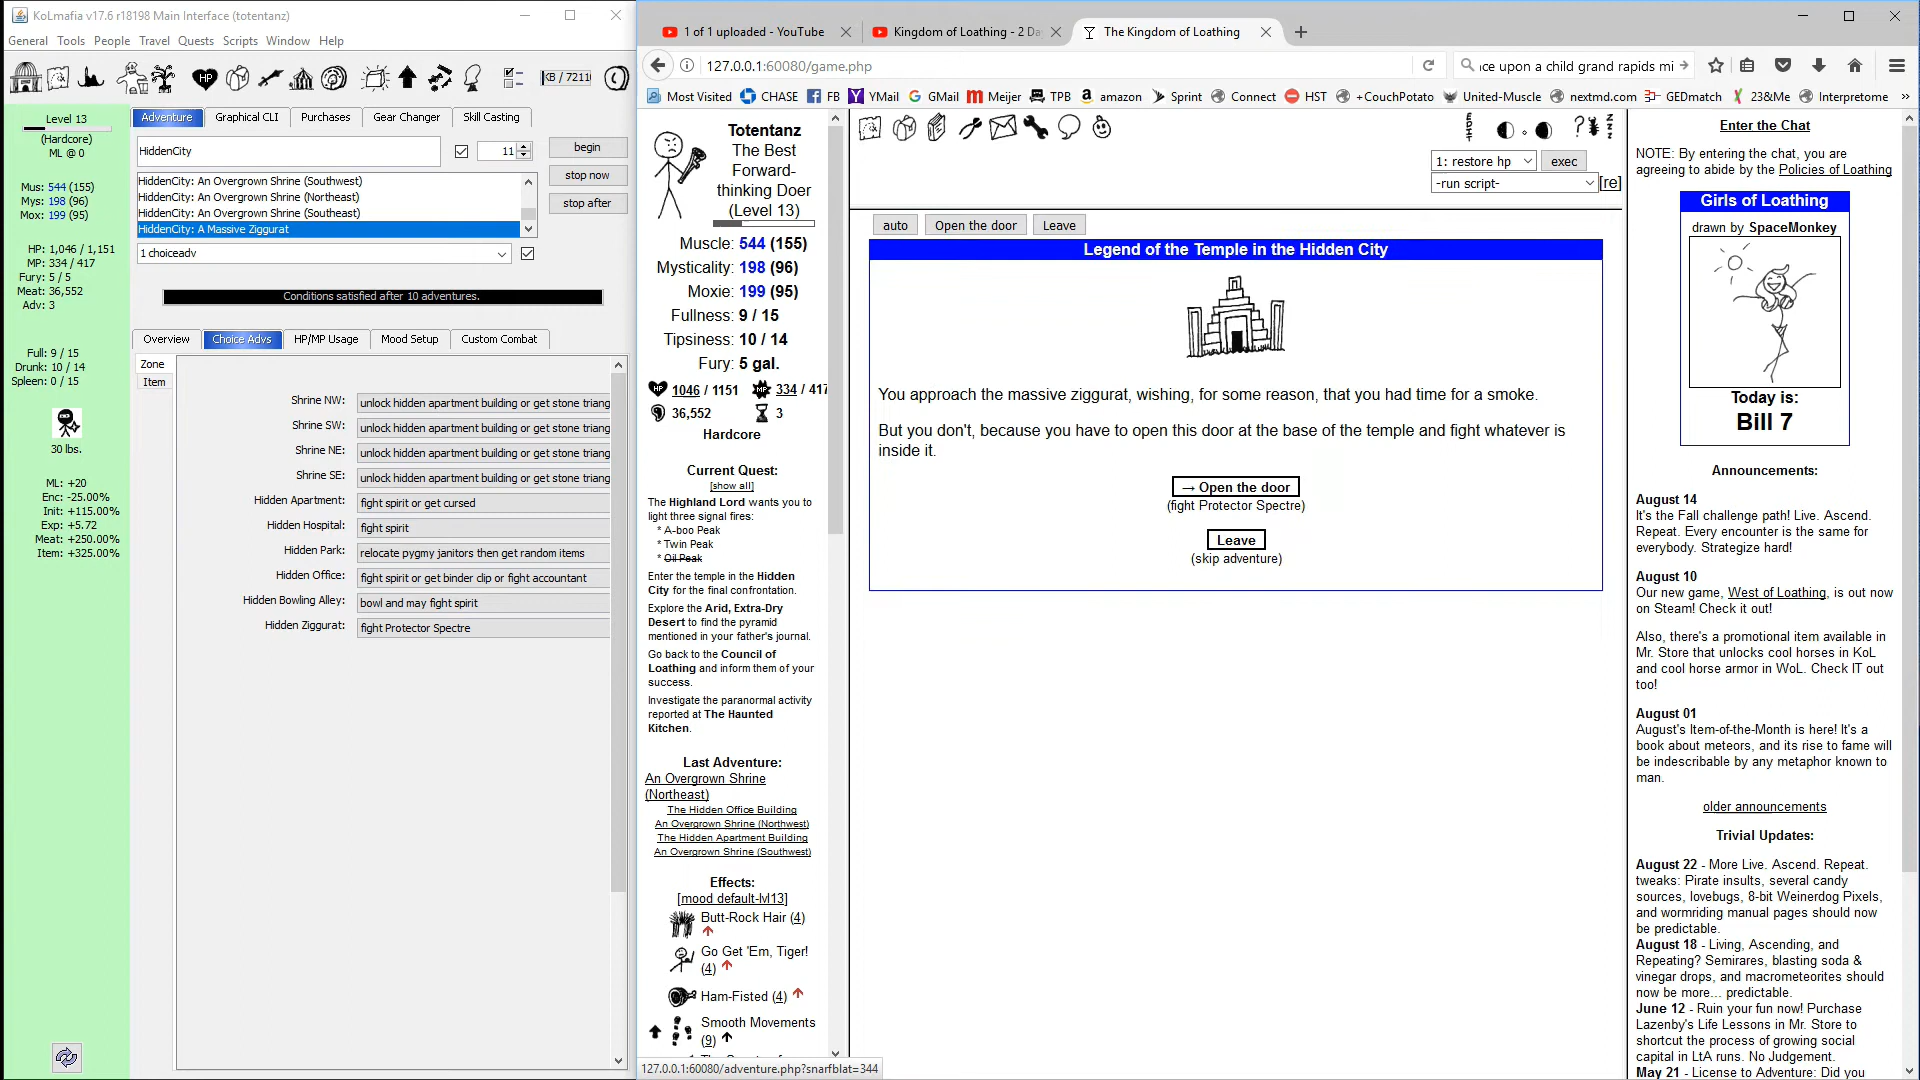 KoLmafia v17.6 r18198 Main Interface (totentanz)
General Tools People Travel Quests Scripts Window Help
HP
KB / 7211
Level 13
(Hardcore)
ML @ 0
Mus: 544 (155)
Mys: 198 (96)
Mox: 199 (95)
HP: 1,046 / 1,151
MP: 334 / 417
Fury: 5 / 5
Meat: 36,552
Adv: 3
Full: 9 / 15
Drunk: 10 / 14
Spleen: 0 / 15
30 lbs.
ML: +20
Enc: -25.00%
Init: +115.00%
Exp: +5.72
Meat: +250.00%
Item: +325.00%
Adventure Graphical CLI Purchases Gear Changer Skill Casting
HiddenCity 11 begin
stop now
stop after
HiddenCity: An Overgrown Shrine (Southwest)
HiddenCity: An Overgrown Shrine (Northeast)
HiddenCity: An Overgrown Shrine (Southeast)
HiddenCity: A Massive Ziggurat
1 choiceadv
Conditions satisfied after 10 adventures.
Overview Choice Advs HP/MP Usage Mood Setup Custom Combat
Zone
Item
Shrine NW: unlock hidden apartment building or get stone triang
Shrine SW: unlock hidden apartment building or get stone triang
Shrine NE: unlock hidden apartment building or get stone triang
Shrine SE: unlock hidden apartment building or get stone triang
Hidden Apartment: fight spirit or get cursed
Hidden Hospital: fight spirit
Hidden Park: relocate pygmy janitors then get random items
Hidden Office: fight spirit or get binder clip or fight accountant
Hidden Bowling Alley: bowl and may fight spirit
Hidden Ziggurat: fight Protector Spectre
1 of 1 uploaded - YouTube Kingdom of Loathing - 2 Da The Kingdom of Loathing
127.0.0.1:60080/game.php
ice upon a child grand rapids mi
Most Visited CHASE FB YMail GMail Meijer TPB amazon Sprint Connect HST +CouchPotato United-Muscle nextmd.com GEDmatch 23&Me Interpretome
Totentanz
The Best
Forward-
thinking Doer
(Level 13)
Muscle: 544 (155)
Mysticality: 198 (96)
Moxie: 199 (95)
Fullness: 9 / 15
Tipsiness: 10 / 14
Fury: 5 gal.
HP 1046 / 1151 MP 334 / 417
36,552 3
Hardcore
Current Quest:
[show all]
The Highland Lord wants you to
light three signal fires:
* A-boo Peak
* Twin Peak
* Oil Peak
Enter the temple in the Hidden
City for the final confrontation.
Explore the Arid, Extra-Dry
Desert to find the pyramid
mentioned in your father's journal.
Go back to the Council of
Loathing and inform them of your
success.
Investigate the paranormal activity
reported at The Haunted
Kitchen.
Last Adventure:
An Overgrown Shrine
(Northeast)
The Hidden Office Building
An Overgrown Shrine (Northwest)
The Hidden Apartment Building
An Overgrown Shrine (Southwest)
Effects:
[mood default-lvl13]
Butt-Rock Hair (4)
Go Get 'Em, Tiger!
(4)
Ham-Fisted (4)
Smooth Movements
(9)
127.0.0.1:60080/adventure.php?snarfblat=344
EDIT
ZZZ
1: restore hp exec
-run script- [re]
auto Open the door Leave
Legend of the Temple in the Hidden City
You approach the massive ziggurat, wishing, for some reason, that you had time for a smoke.
But you don't, because you have to open this door at the base of the temple and fight whatever is
inside it.
→ Open the door
(fight Protector Spectre)
Leave
(skip adventure)
Enter the Chat
NOTE: By entering the chat, you are
agreeing to abide by the Policies of Loathing
Girls of Loathing
drawn by SpaceMonkey
Today is:
Bill 7
Announcements:
August 14
It's the Fall challenge path! Live. Ascend.
Repeat. Every encounter is the same for
everybody. Strategize hard!
August 10
Our new game, West of Loathing, is out now
on Steam! Check it out!
Also, there's a promotional item available in
Mr. Store that unlocks cool horses in KoL
and cool horse armor in WoL. Check IT out
too!
August 01
August's Item-of-the-Month is here! It's a
book about meteors, and its rise to fame will
be indescribable by any metaphor known to
man.
older announcements
Trivial Updates:
August 22 - More Live. Ascend. Repeat.
tweaks: Pirate insults, several candy
sources, lovebugs, 8-bit Weinerdog Pixels,
and wormriding manual pages should now
be predictable.
August 18 - Living, Ascending, and
Repeating? Semirares, blasting soda &
vinegar drops, and macrometeorites should
now be more... predictable.
June 12 - Ruin your fun now! Purchase
Lazenby's Life Lessons in Mr. Store to
shortcut the process of growing social
capital in LtA runs. No Judgement.
May 21 - License to Adventure: Did you